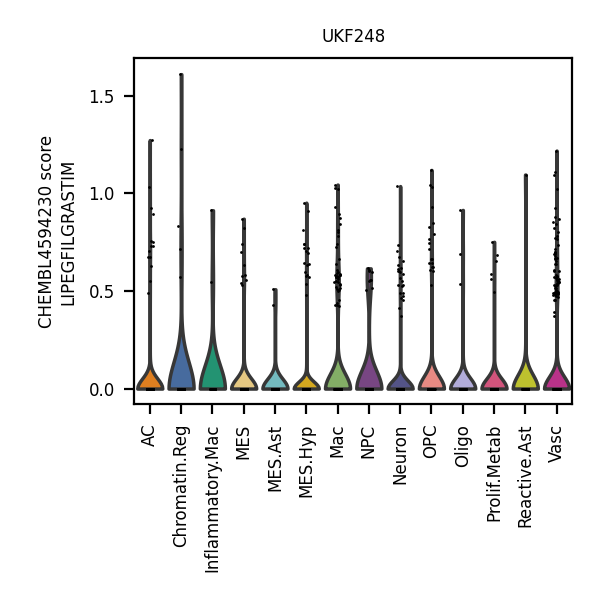 UKF248
CHEMBL4594230 score
LIPEGFILGRASTIM
1.5
1.0
0.5
0.0
AC
Chromatin.Reg
Inflammatory.Mac
MES
MES.Ast
MES.Hyp
Mac
NPC
Neuron
OPC
Oligo
Prolif.Metab
Reactive.Ast
Vasc